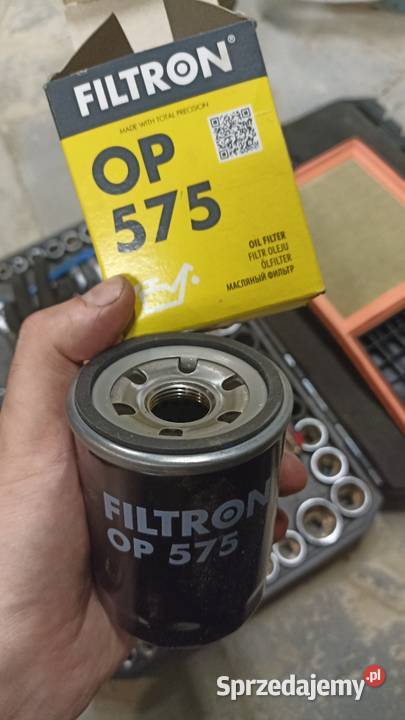 FILTRON®
MADE WITH TOTAL PRECISION
OP
575
OIL FILTER
FILTR OLEJU
ÖLFILTER
МАСЛЯНЫЙ ФИЛЬТР
FILTRON
OP 575
Sprzedajemy.pl